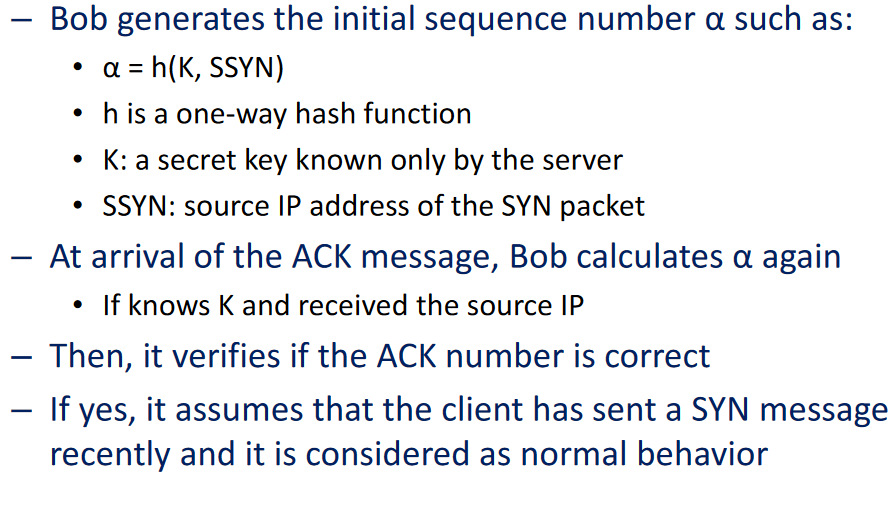 – Bob generates the initial sequence number α such as:
• α = h(K, SSYN)
• h is a one-way hash function
• K: a secret key known only by the server
• SSYN: source IP address of the SYN packet
– At arrival of the ACK message, Bob calculates α again
• If knows K and received the source IP
– Then, it verifies if the ACK number is correct
– If yes, it assumes that the client has sent a SYN message
recently and it is considered as normal behavior